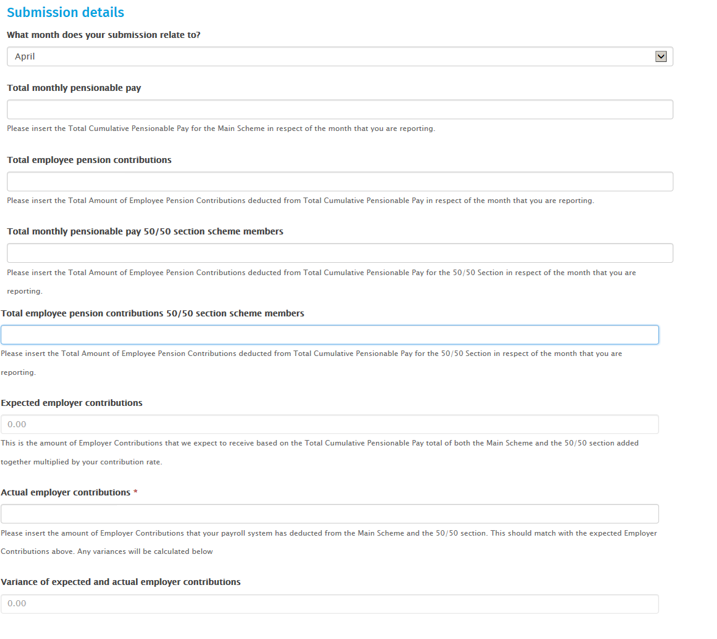 Submission details
What month does your submission relate to?
April
Total monthly pensionable pay
Please insert the Total Cumulative Pensionable Pay for the Main Scheme in respect of the month that you are reporting.
Total employee pension contributions
Please insert the Total Amount of Employee Pension Contributions deducted from Total Cumulative Pensionable Pay in respect of the month that you are reporting.
Total monthly pensionable pay 50/50 section scheme members
Please insert the Total Amount of Employee Pension Contributions deducted from Total Cumulative Pensionable Pay for the 50/50 Section in respect of the month that you are
reporting.
Total employee pension contributions 50/50 section scheme members
Please insert the Total Amount of Employee Pension Contributions deducted from Total Cumulative Pensionable Pay for the 50/50 Section in respect of the month that you are
reporting.
Expected employer contributions
0.00
This is the amount of Employer Contributions that we expect to receive based on the Total Cumulative Pensionable Pay total of both the Main Scheme and the 50/50 section added
together multiplied by your contribution rate.
Actual employer contributions *
Please insert the amount of Employer Contributions that your payroll system has deducted from the Main Scheme and the 50/50 section. This should match with the expected Employer
Contributions above. Any variances will be calculated below
Variance of expected and actual employer contributions
0.00